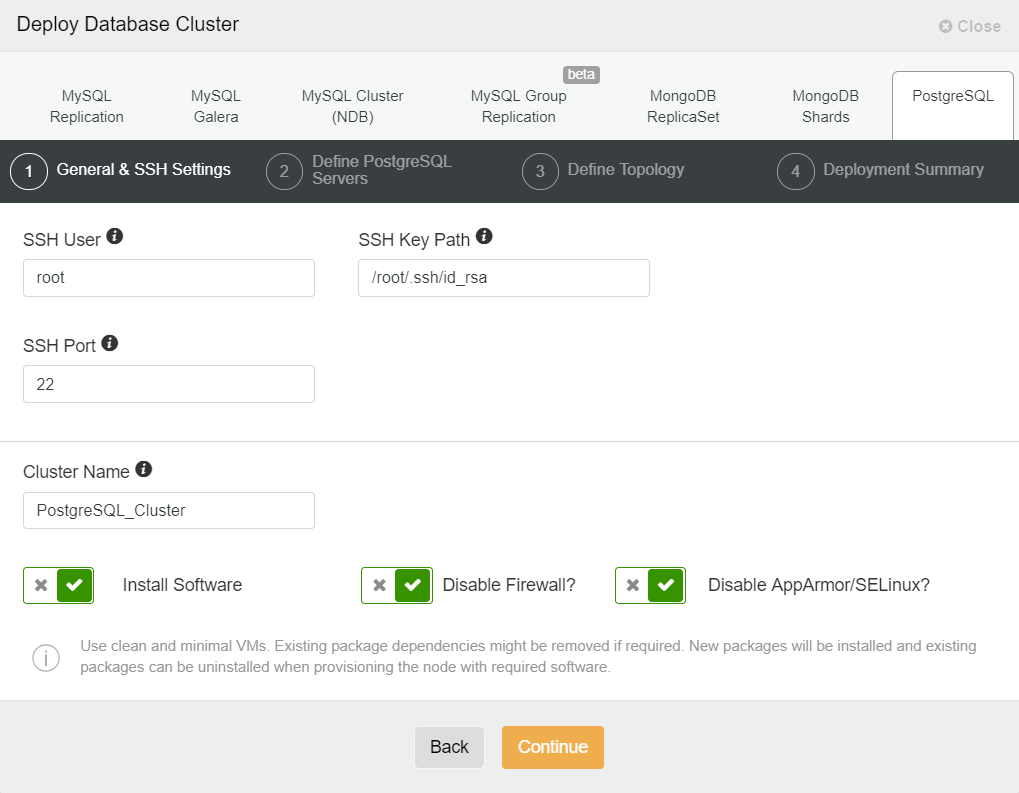 Deploy Database Cluster
Close
beta
MySQL
Replication
MySQL
Galera
MySQL Cluster
(NDB)
MySQL Group
Replication
MongoDB
ReplicaSet
MongoDB
Shards
PostgreSQL
1 General & SSH Settings
2 Define PostgreSQL
Servers
3 Define Topology
4 Deployment Summary
SSH User
SSH Key Path
root
/root/.ssh/id_rsa
SSH Port
22
Cluster Name
PostgreSQL_Cluster
Install Software
Disable Firewall?
Disable AppArmor/SELinux?
Use clean and minimal VMs. Existing package dependencies might be removed if required. New packages will be installed and existing
packages can be uninstalled when provisioning the node with required software.
Back
Continue